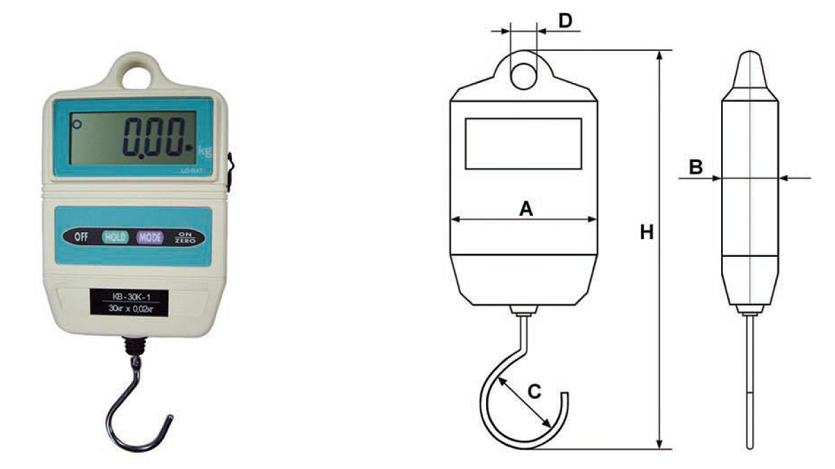 0.00
kg
LO-BAT
OFF
HOLD
MODE
ON
ZERO
КВ-30К-1
30кг х 0,02кг
D
A
H
B
C